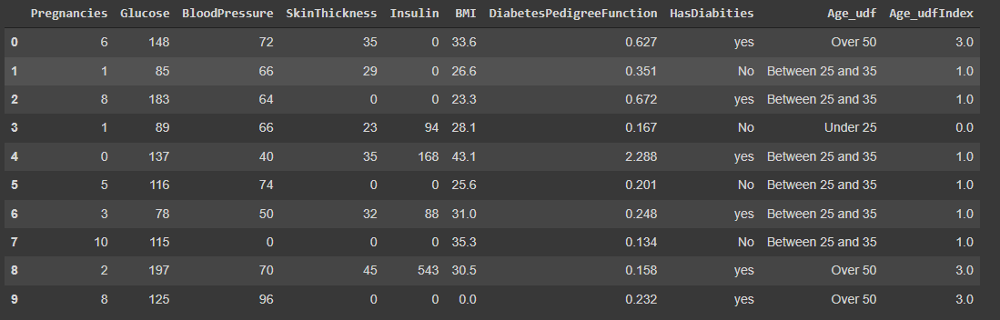 Pregnancies Glucose BloodPressure SkinThickness Insulin BMI DiabetesPedigreeFunction HasDiabities Age_udf Age_udfIndex
0 6 148 72 35 0 33.6 0.627 yes Over 50 3.0
1 1 85 66 29 0 26.6 0.351 No Between 25 and 35 1.0
2 8 183 64 0 0 23.3 0.672 yes Between 25 and 35 1.0
3 1 89 66 23 94 28.1 0.167 No Under 25 0.0
4 0 137 40 35 168 43.1 2.288 yes Between 25 and 35 1.0
5 5 116 74 0 0 25.6 0.201 No Between 25 and 35 1.0
6 3 78 50 32 88 31.0 0.248 yes Between 25 and 35 1.0
7 10 115 0 0 0 35.3 0.134 No Between 25 and 35 1.0
8 2 197 70 45 543 30.5 0.158 yes Over 50 3.0
9 8 125 96 0 0 0.0 0.232 yes Over 50 3.0